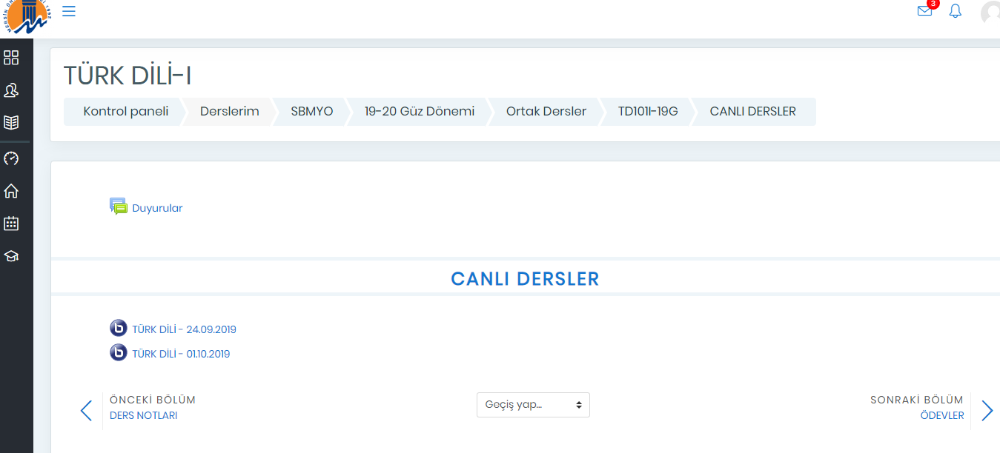 3
TÜRK DİLİ-I
Kontrol paneli
Derslerim
SBMYO
19-20 Güz Dönemi
Ortak Dersler
TD101I-19G
CANLI DERSLER
Duyurular
CANLI DERSLER
TÜRK DİLİ - 24.09.2019
TÜRK DİLİ - 01.10.2019
ÖNCEKİ BÖLÜM
DERS NOTLARI
Geçiş yap...
SONRAKİ BÖLÜM
ÖDEVLER